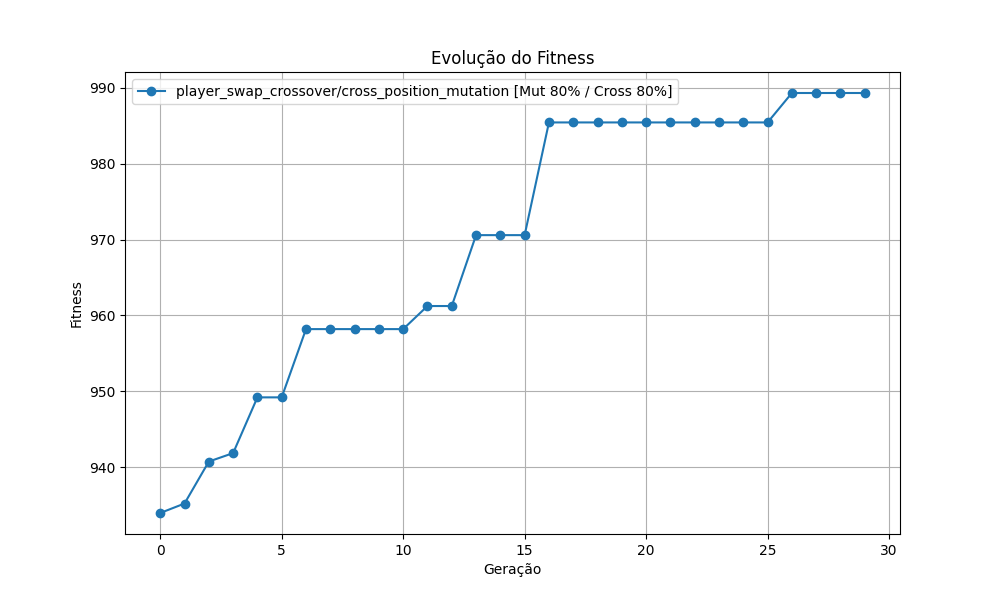 Evolução do Fitness
player_swap_crossover/cross_position_mutation [Mut 80% / Cross 80%]
Fitness
990
980
970
960
950
940
0 5 10 15 20 25 30
Geração